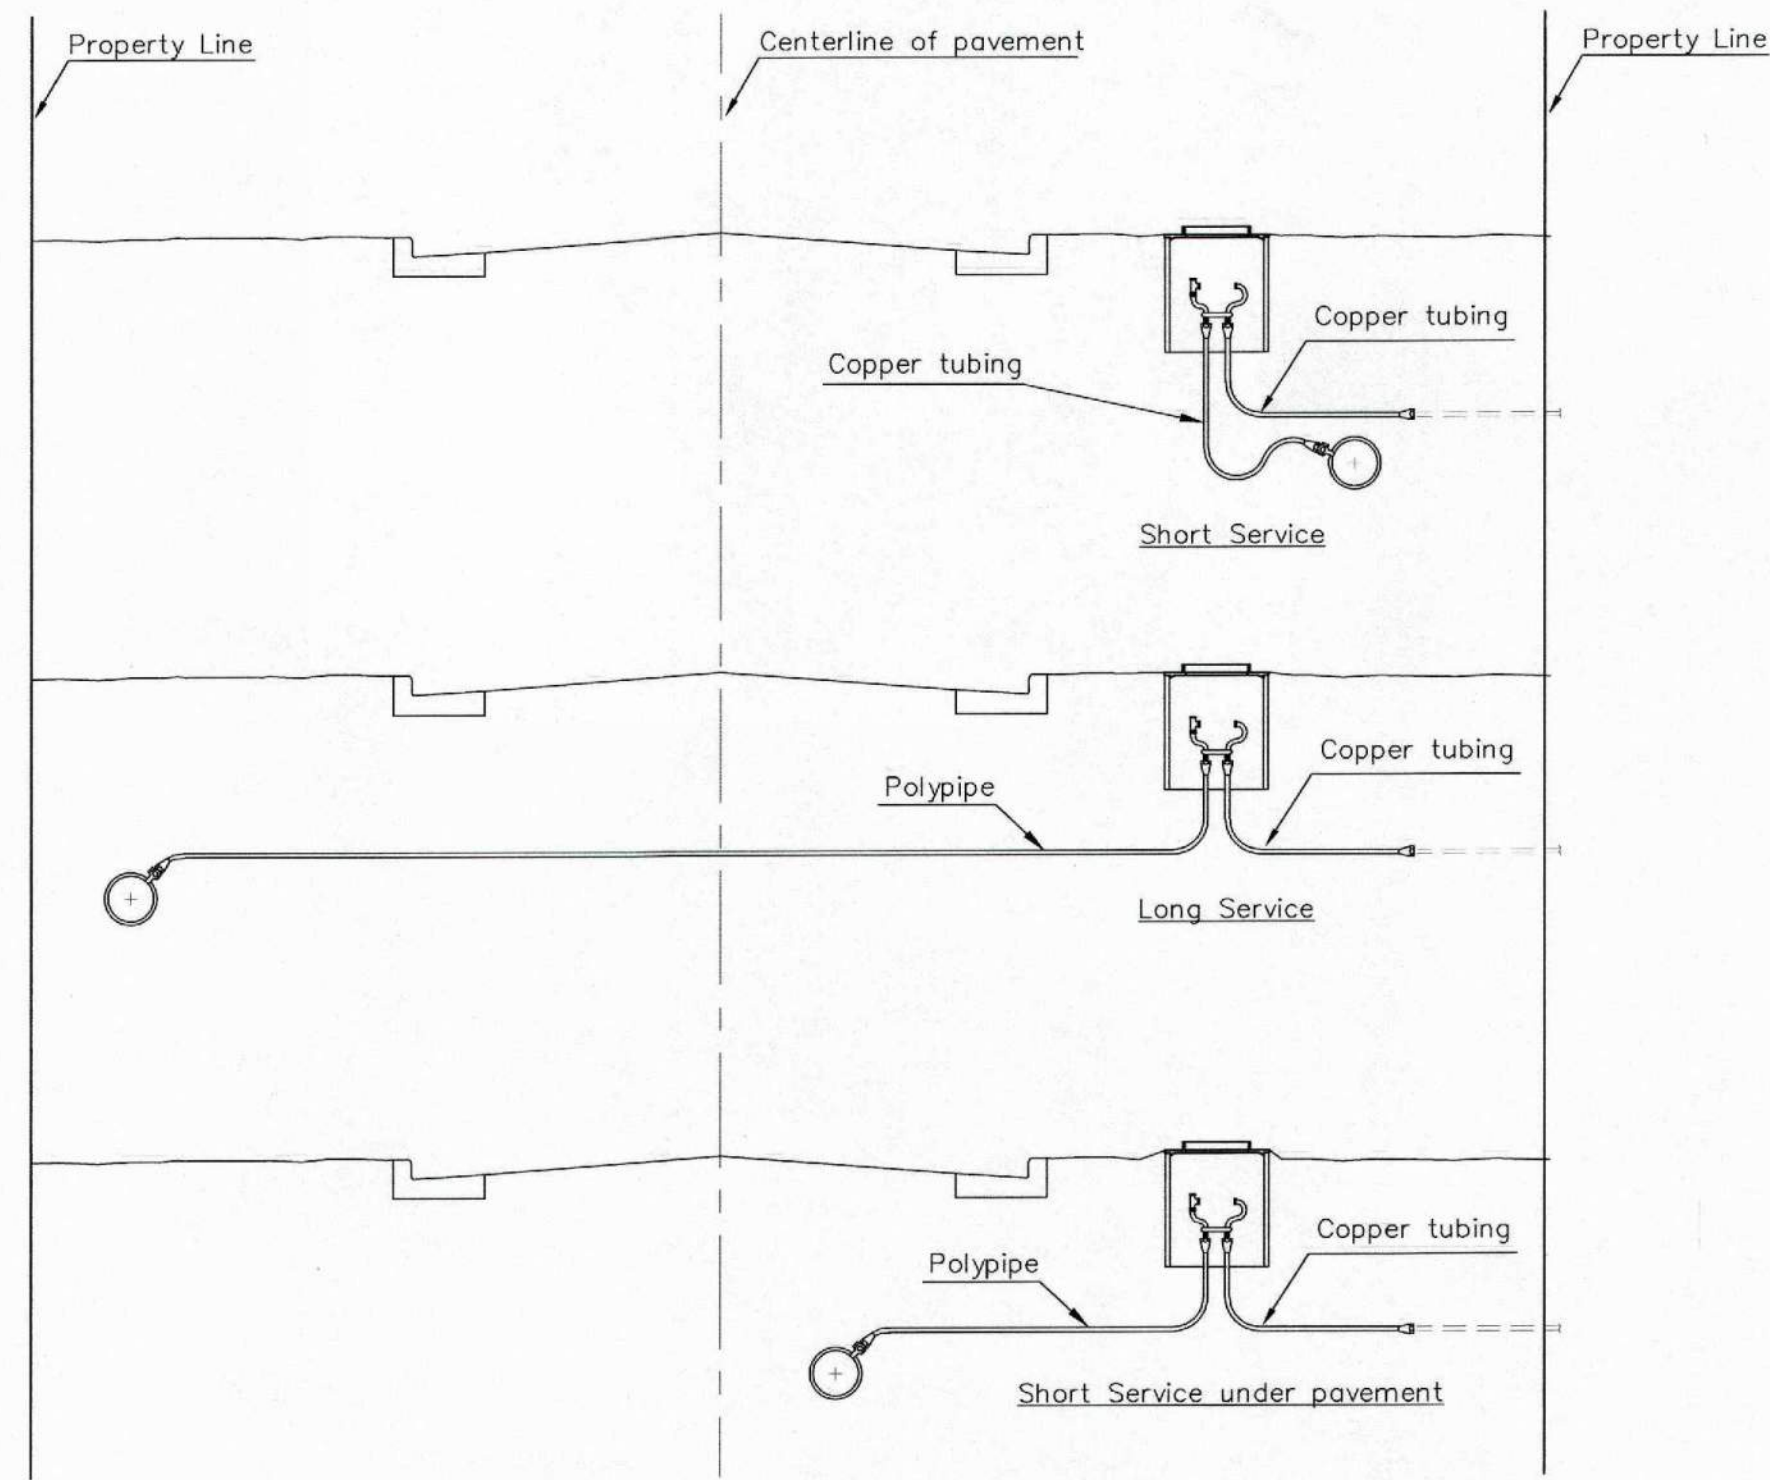 Property Line
Centerline of pavement
Property Line
Copper tubing
Copper tubing
Short Service
Copper tubing
Polypipe
Long Service
Copper tubing
Polypipe
Short Service under pavement